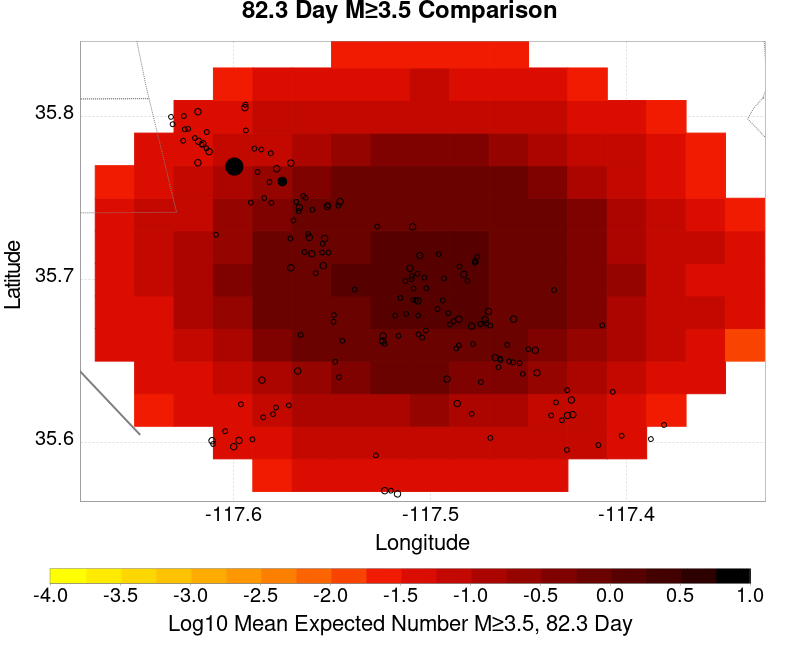 82.3 Day M≥3.5 Comparison
35.8
35.7
35.6
Latitude
-117.6 -117.5 -117.4
Longitude
-4.0 -3.5 -3.0 -2.5 -2.0 -1.5 -1.0 -0.5 0.0 0.5 1.0
Log10 Mean Expected Number M≥3.5, 82.3 Day